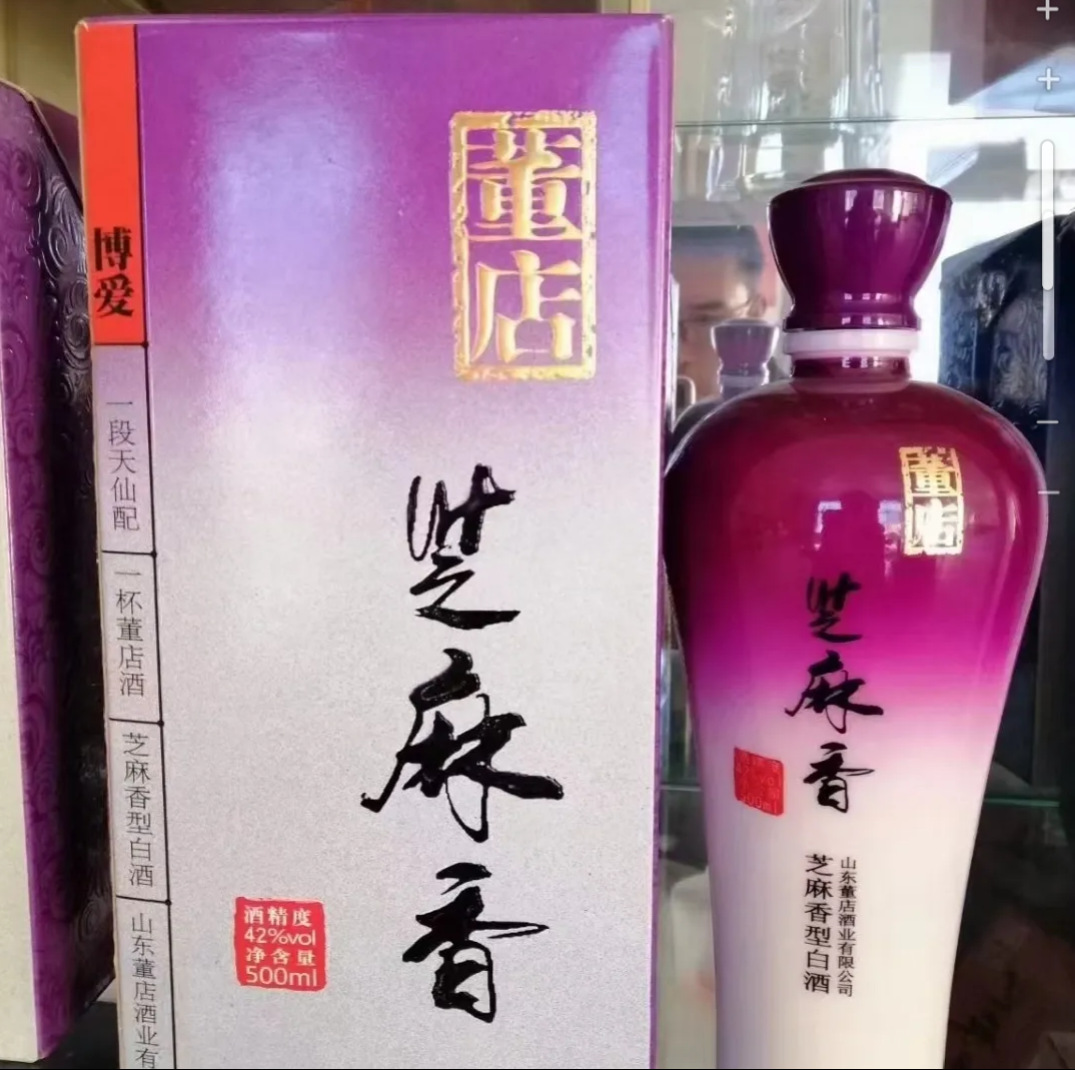 博爱
一段天仙配
一杯董店酒
芝麻香型白酒
山东董店酒业有
董店
芝麻香
酒精度
42%vol
净含量
500ml
董店
芝麻香
山东董店酒业有限公司
芝麻香型白酒